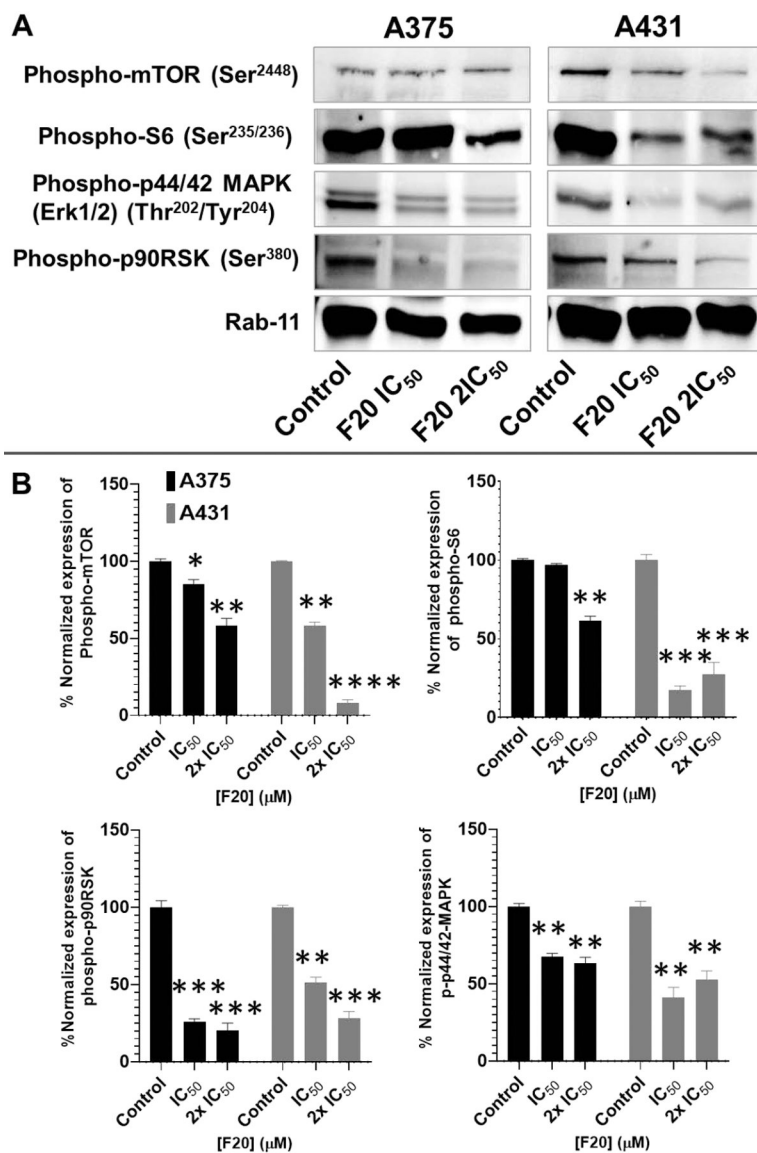 A
A375
A431
Phospho-mTOR (Ser2448)
Phospho-S6 (Ser235/236)
Phospho-p44/42 MAPK
(Erk1/2) (Thr202/Tyr204)
Phospho-p90RSK (Ser380)
Rab-11
Control
F20 IC50
F20 2IC50
Control
F20 IC50
F20 2IC50
B
A375
A431
% Normalized expression of
Phospho-mTOR
150
100
50
0
*
**
**
****
Control
IC50
2x IC50
Control
IC50
2x IC50
[F20] (μM)
% Normalized expression
of phospho-S6
150
100
50
0
**
***
***
Control
IC50
2x IC50
Control
IC50
2x IC50
[F20] (μM)
%Normalized expression of
phospho-p90RSK
150
100
50
0
***
***
**
***
Control
IC50
2x IC50
Control
IC50
2x IC50
[F20] (μM)
% Normalized expression of
p-p44/42-MAPK
150
100
50
0
**
**
**
**
Control
IC50
2x IC50
Control
IC50
2x IC50
[F20] (μM)